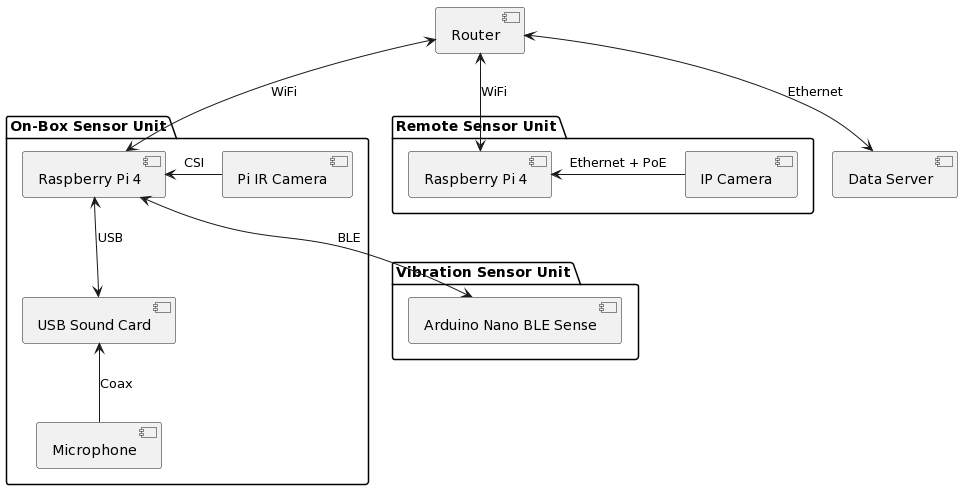 Router
WiFi
WiFi
Ethernet
On-Box Sensor Unit
Remote Sensor Unit
Raspberry Pi 4
CSI
Pi IR Camera
Raspberry Pi 4
Ethernet + PoE
IP Camera
Data Server
USB
BLE
Vibration Sensor Unit
USB Sound Card
Arduino Nano BLE Sense
Coax
Microphone